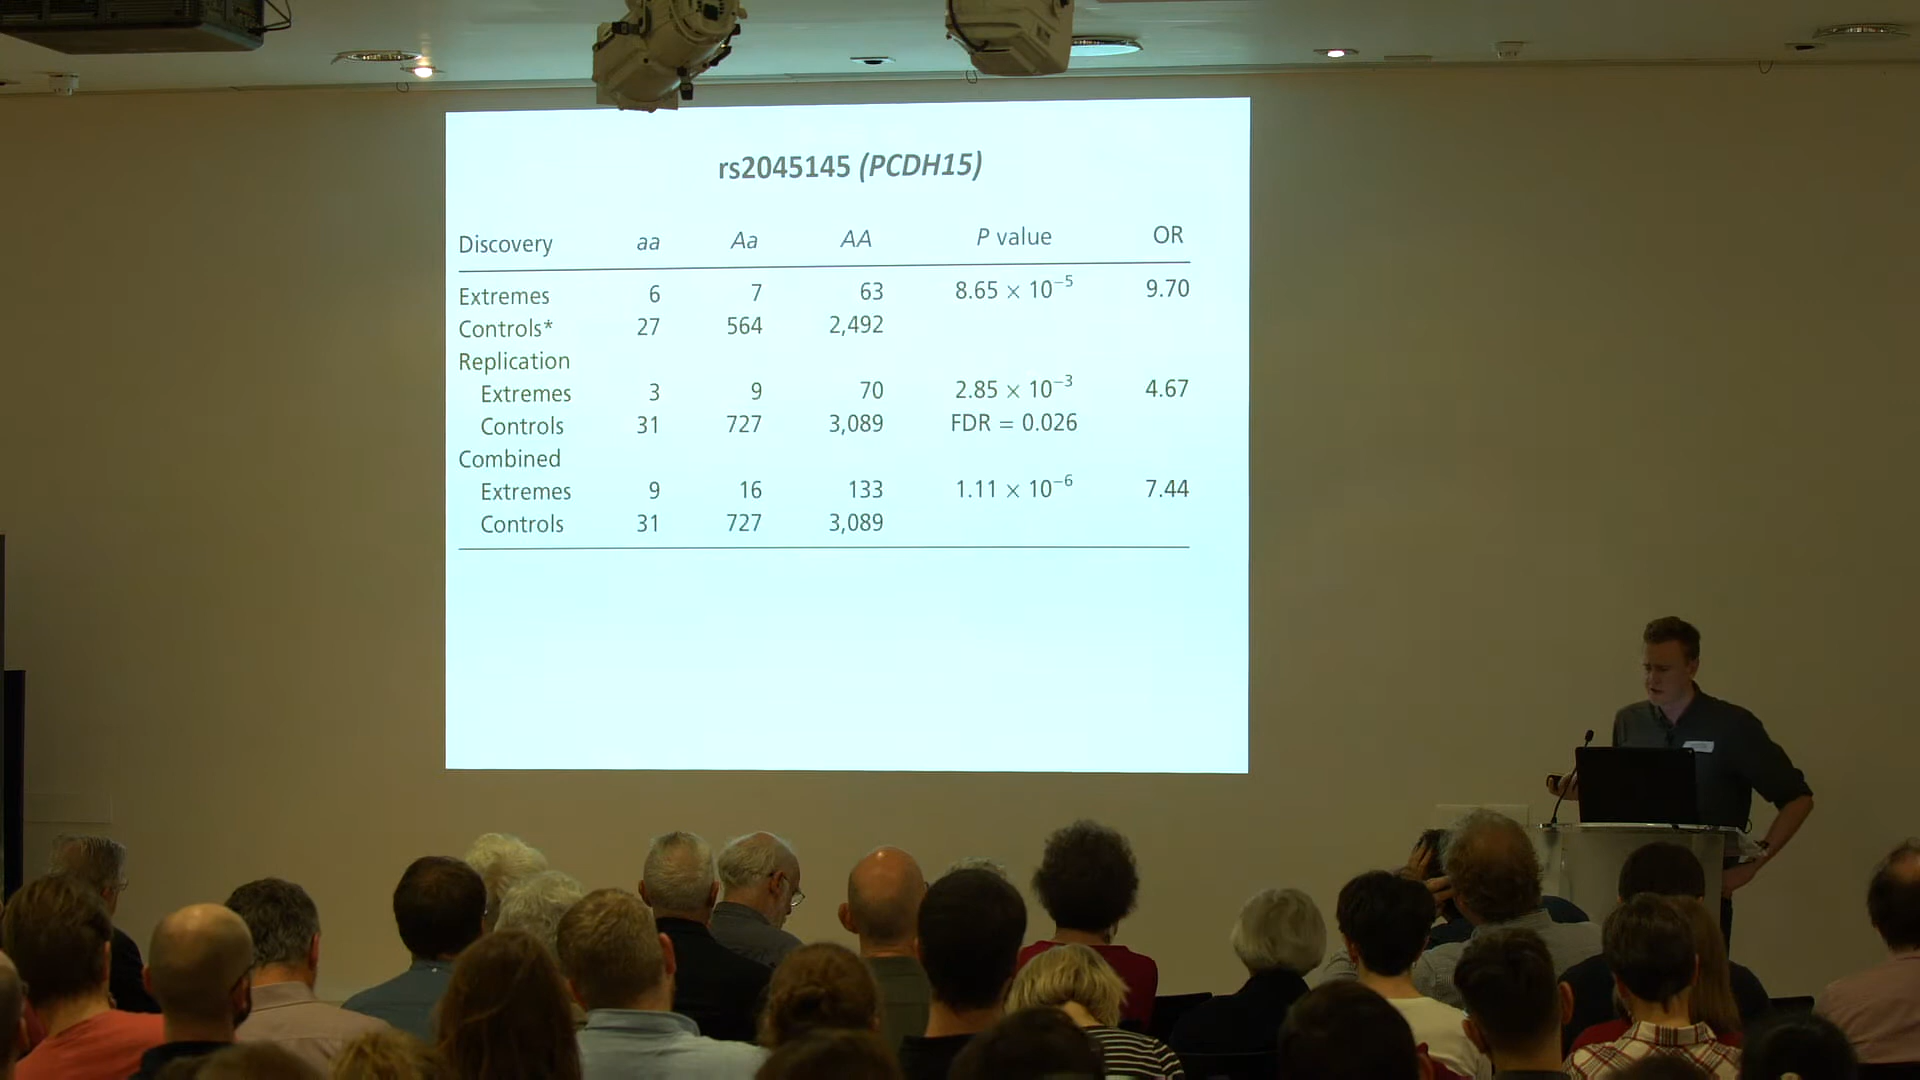 rs2045145 (PCDH15)
Discovery aa Aa AA P value OR
Extremes 6 7 63 8.65 × 10⁻⁵ 9.70
Controls* 27 564 2,492
Replication
Extremes 3 9 70 2.85 × 10⁻³ 4.67
Controls 31 727 3,089 FDR = 0.026
Combined
Extremes 9 16 133 1.11 × 10⁻⁶ 7.44
Controls 31 727 3,089